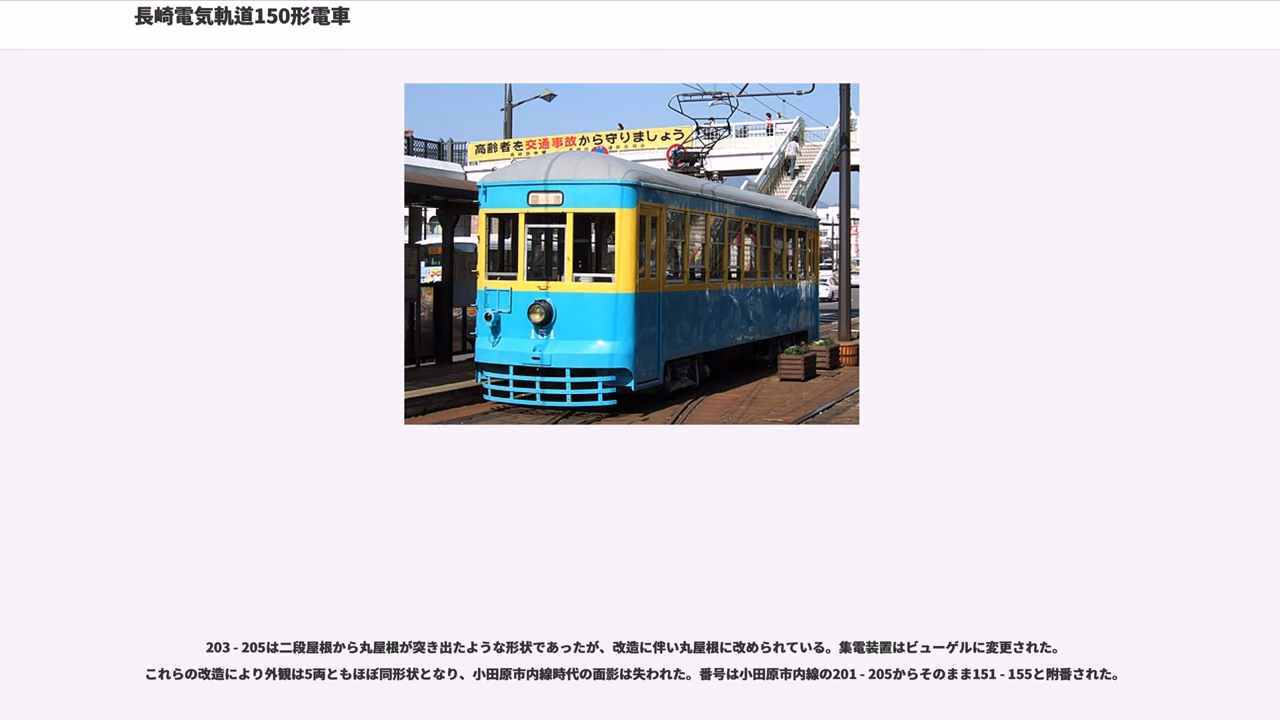 長崎電気軌道150形電車
高齢者を交通事故から守りましょう
回送
151
203 - 205は二段屋根から丸屋根が突き出たような形状であったが、改造に伴い丸屋根に改められている。集電装置はビューゲルに変更された。
これらの改造により外観は5両ともほぼ同形状となり、小田原市内線時代の面影は失われた。番号は小田原市内線の201 - 205からそのまま151 - 155と附番された。